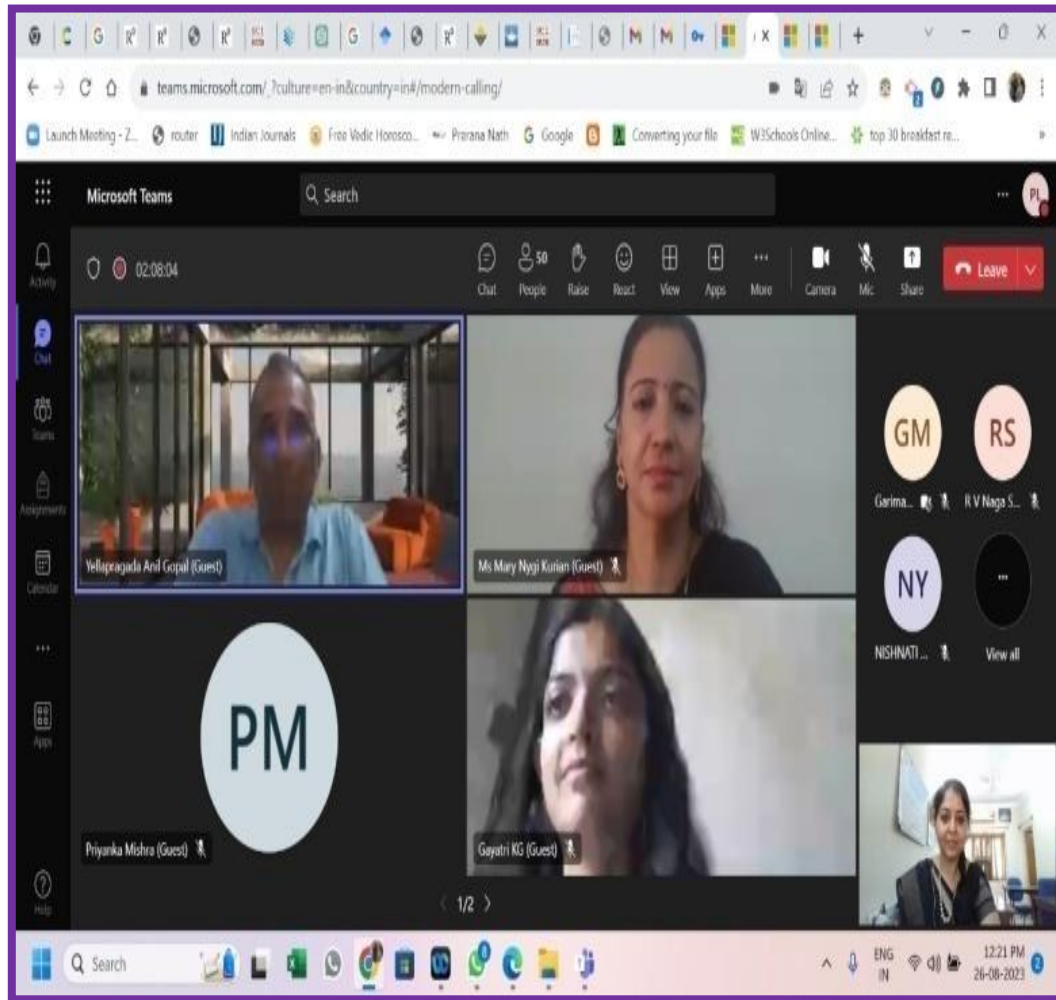 teams.microsoft.com/_?culture=en-in&country=in#/modern-calling/
Launch Meeting - Z... router Indian Journals Free Vedic Horosco... Prerana Nath Google Converting your file W3Schools Online... top 30 breakfast re...
Microsoft Teams Search PL
Activity 02:08:04 Chat 50 People Raise React View Apps More Camera Mic Share Leave
Chat
Teams
Assignments
Calendar
Apps
Help
Yellapragada Anil Gopal (Guest)
Ms Mary Nygi Kurian (Guest)
GM RS
Garima... R V Naga S...
NY ...
NISHNATI ... View all
PM
Priyanka Mishra (Guest)
Gayatri KG (Guest)
1/2
Search ENG IN 12:21 PM 26-08-2023 2